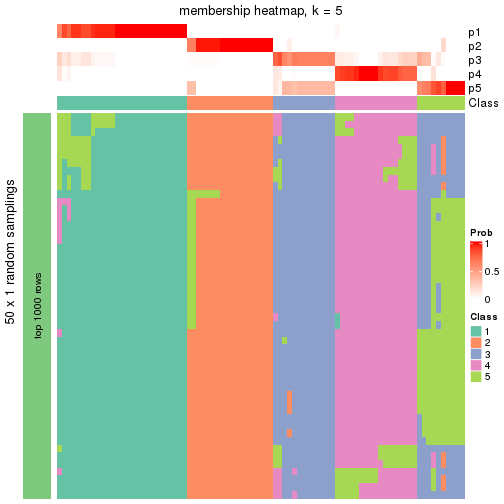 membership heatmap, k = 5
p1
p2
p3
p4
p5
Class
50 x 1 random samplings
top 1000 rows
Prob
1
0.5
0
Class
1
2
3
4
5